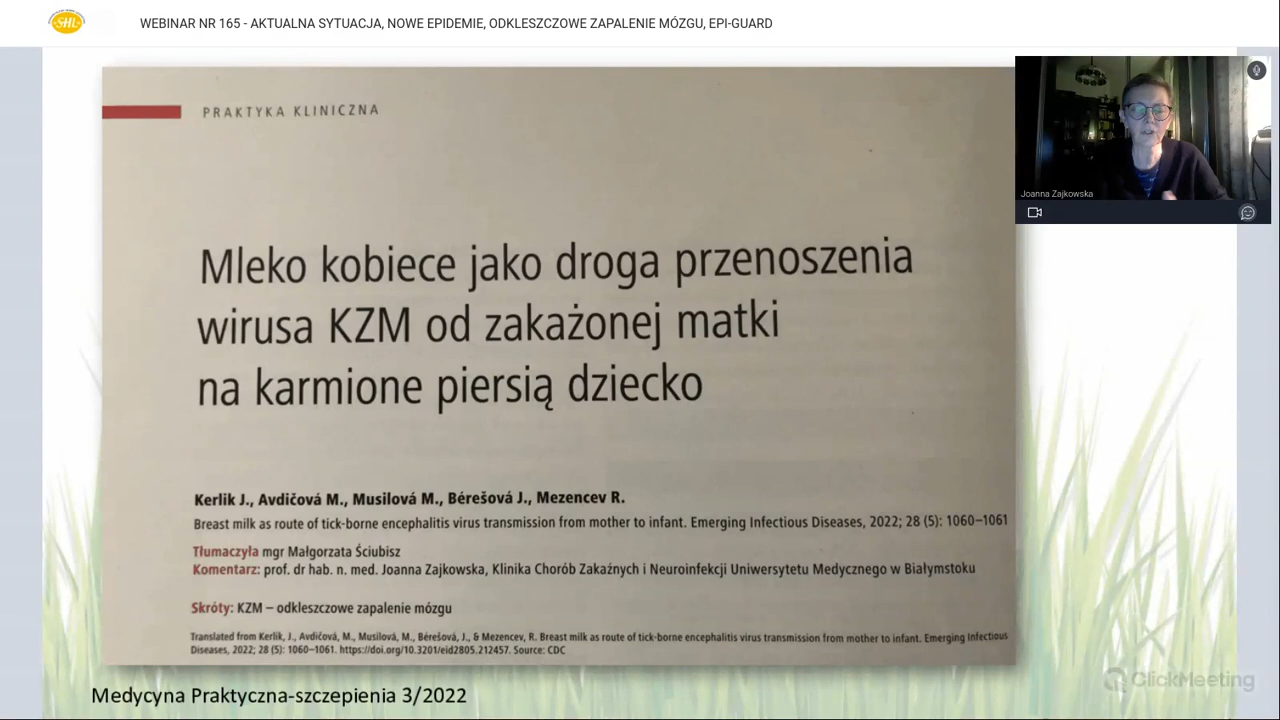 SHL
WEBINAR NR 165 - AKTUALNA SYTUACJA, NOWE EPIDEMIE, ODKLESZCZOWE ZAPALENIE MÓZGU, EPI-GUARD
PRAKTYKA KLINICZNA
Joanna Zajkowska
Mleko kobiece jako droga przenoszenia
wirusa KZM od zakażonej matki
na karmione piersią dziecko
Kerlik J., Avdičová M., Musilová M., Bérešová J., Mezencev R.
Breast milk as route of tick-borne encephalitis virus transmission from mother to infant. Emerging Infectious Diseases, 2022; 28 (5): 1060–1061
Tłumaczyła mgr Małgorzata Ściubisz
Komentarz: prof. dr hab. n. med. Joanna Zajkowska, Klinika Chorób Zakaźnych i Neuroinfekcji Uniwersytetu Medycznego w Białymstoku
Skróty: KZM – odkleszczowe zapalenie mózgu
Translated from Kerlik, J., Avdičová, M., Musilová, M., Bérešová, J., & Mezencev, R. Breast milk as route of tick-borne encephalitis virus transmission from mother to infant. Emerging Infectious
Diseases, 2022; 28 (5): 1060–1061. https://doi.org/10.3201/eid2805.212457. Source: CDC
ClickMeeting
Medycyna Praktyczna-szczepienia 3/2022